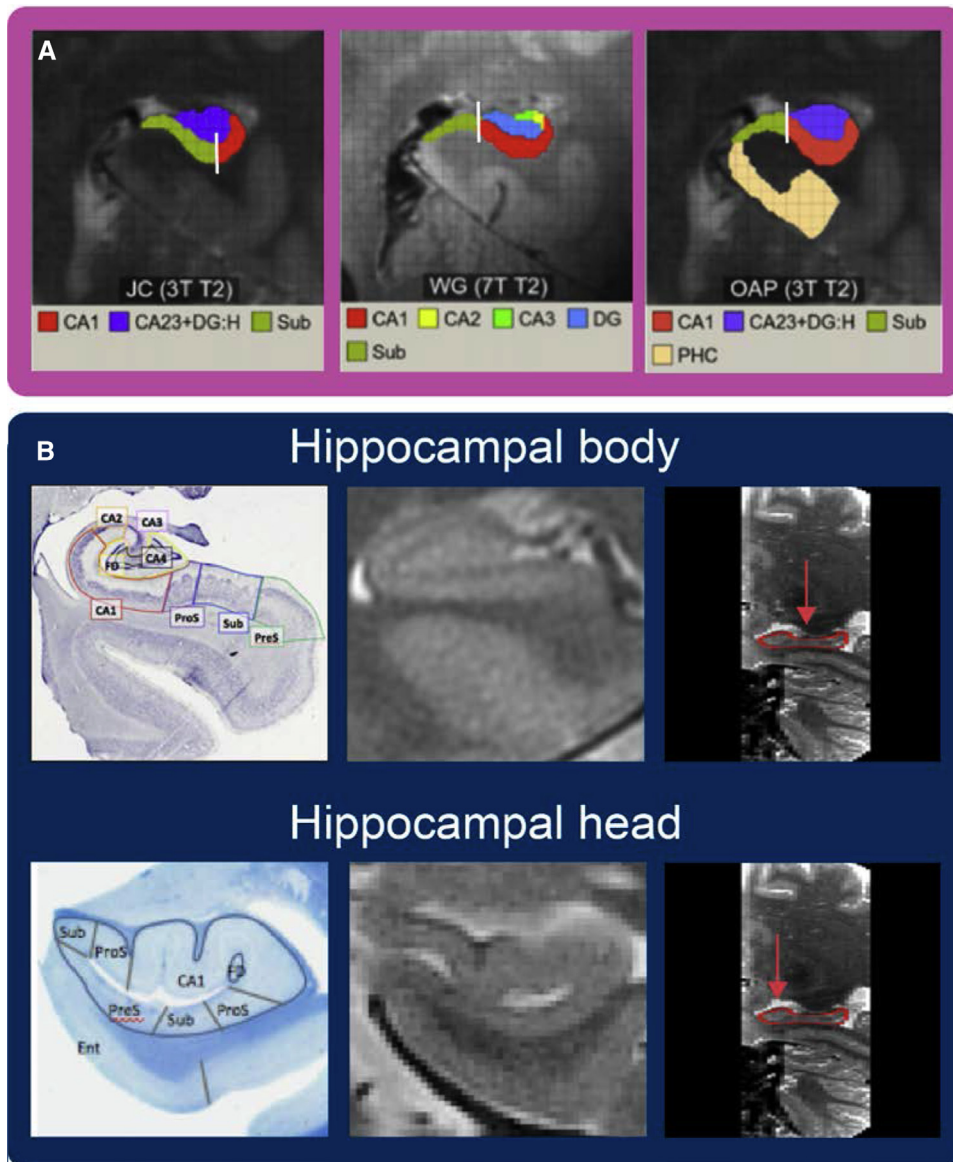 A
JC (3T T2)
CA1 CA23+DG:H Sub
WG (7T T2)
CA1 CA2 CA3 DG
Sub
OAP (3T T2)
CA1 CA23+DG:H Sub
PHC
B
Hippocampal body
CA2 CA3
FD CA4
CA1 ProS Sub PreS
Hippocampal head
Sub ProS
CA1 FD
PreS Sub ProS
Ent